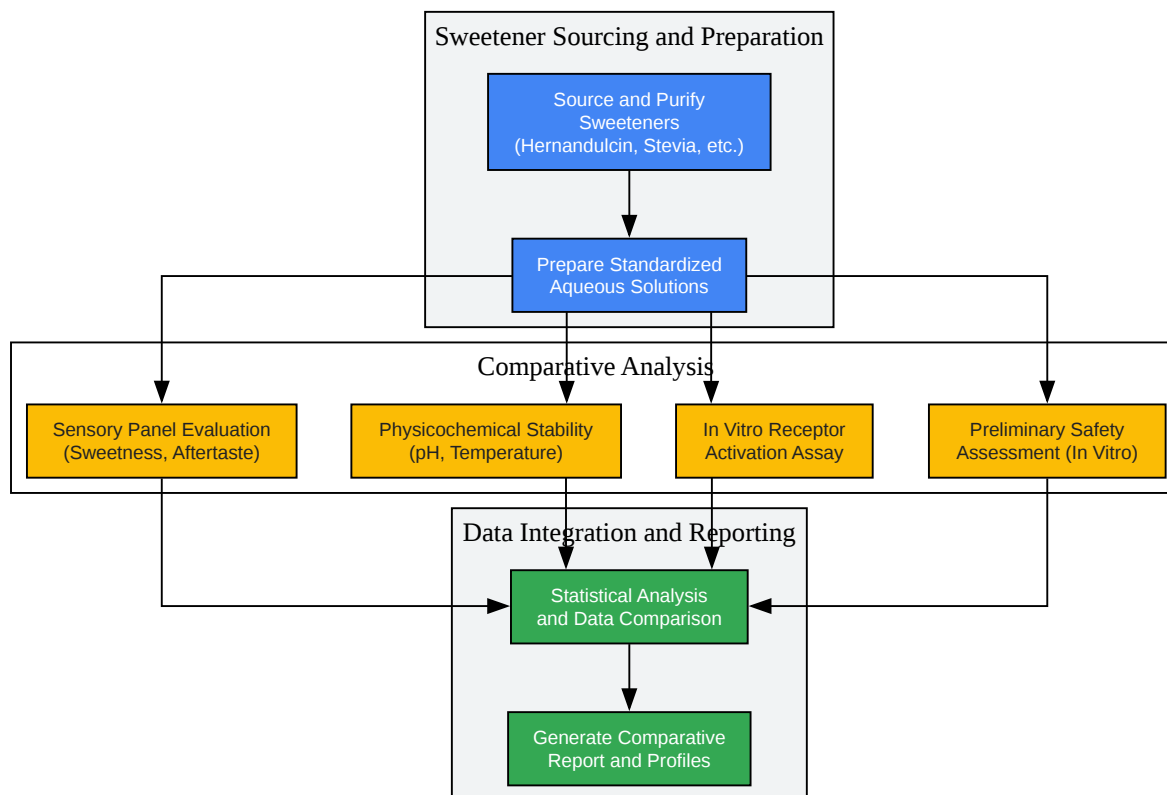 Sweetener Sourcing and Preparation
Source and Purify
Sweeteners
(Hernandulcin, Stevia, etc.)
Prepare Standardized
Aqueous Solutions
Comparative Analysis
Sensory Panel Evaluation
(Sweetness, Aftertaste)
Physicochemical Stability
(pH, Temperature)
In Vitro Receptor
Activation Assay
Preliminary Safety
Assessment (In Vitro)
Data Integration and Reporting
Statistical Analysis
and Data Comparison
Generate Comparative
Report and Profiles